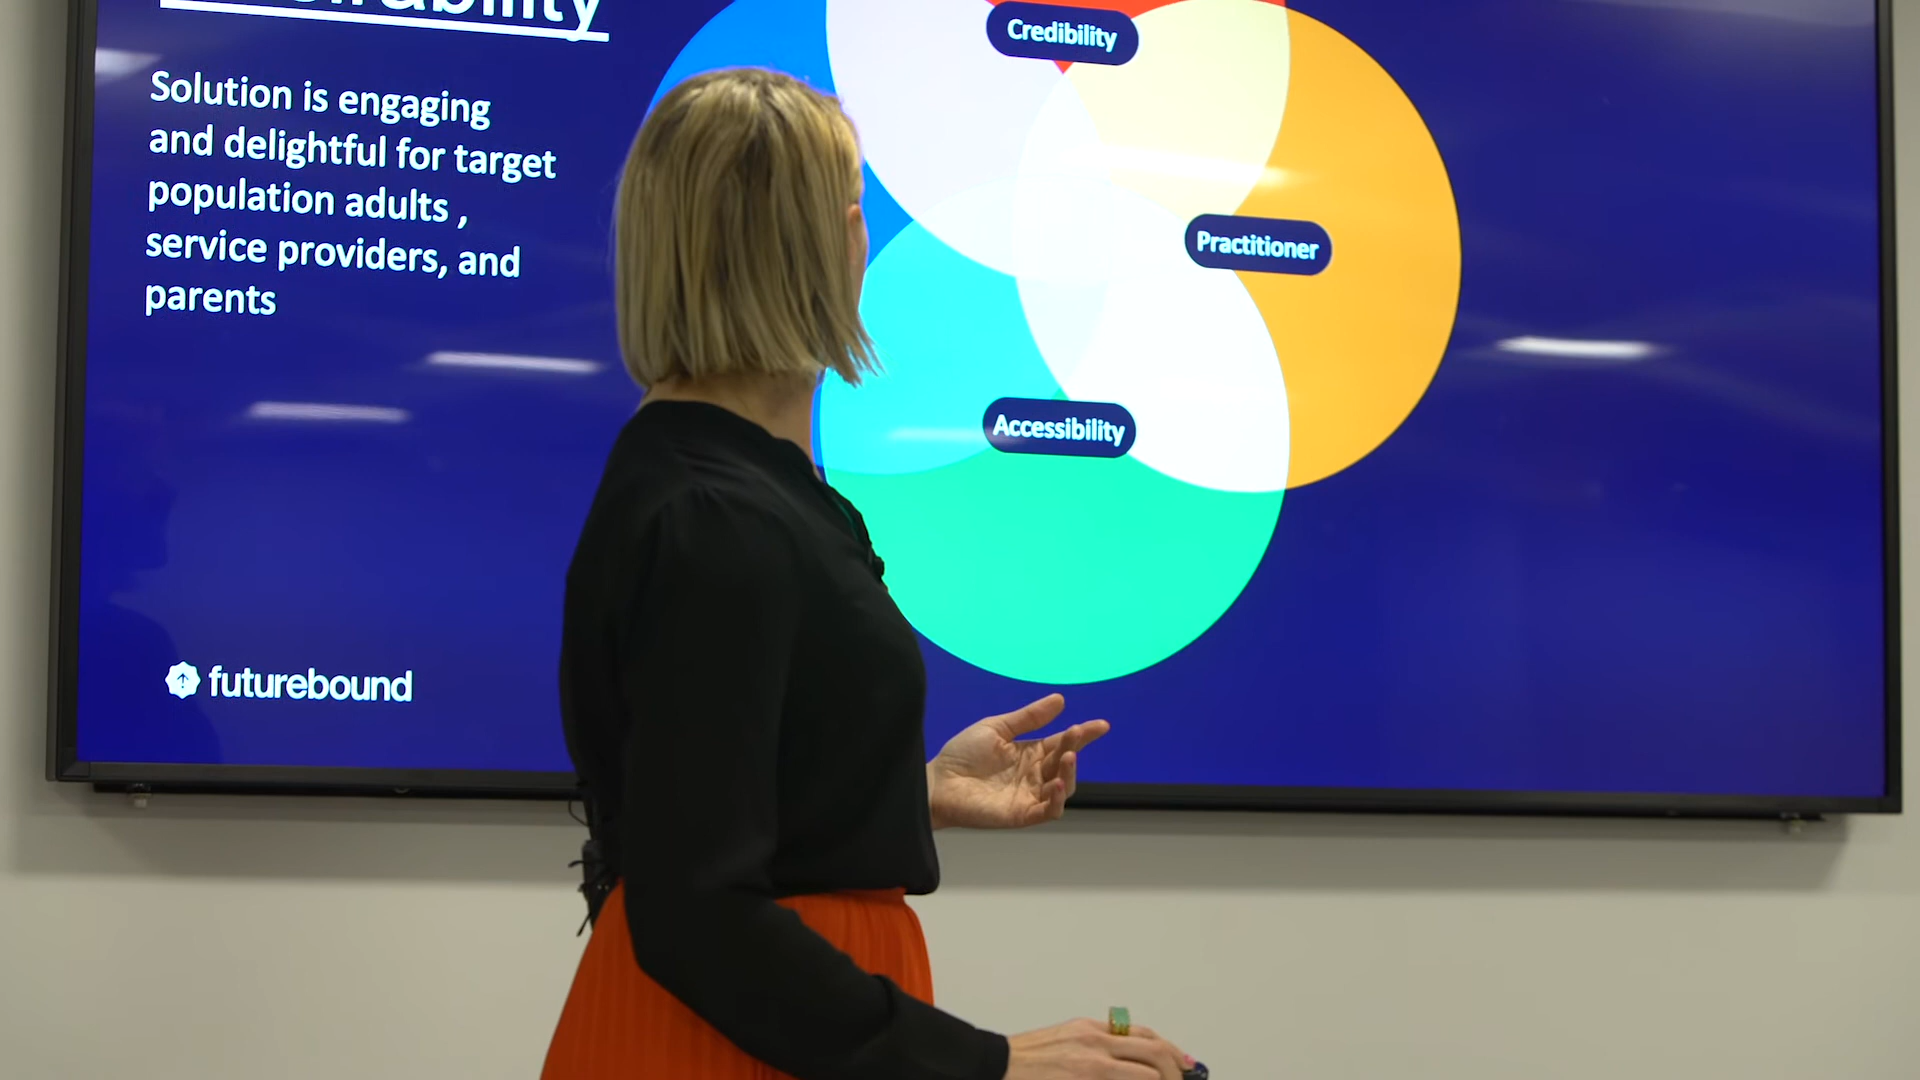 Solution is engaging
and delightful for target
population adults ,
service providers, and
parents
Credibility
Practitioner
Accessibility
futurebound